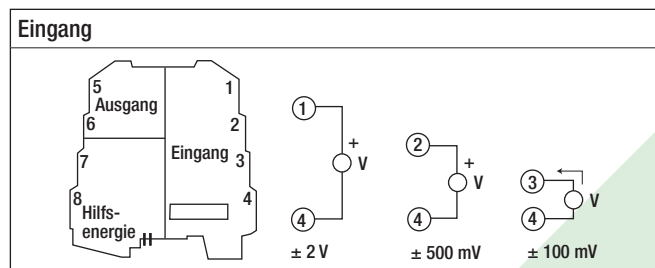 Eingang
5
Ausgang
6
7
8
Hilfs-
energie
1
2
Eingang
3
4
1
+
V
4
± 2 V
2
+
V
4
± 500 mV
3
V
4
± 100 mV